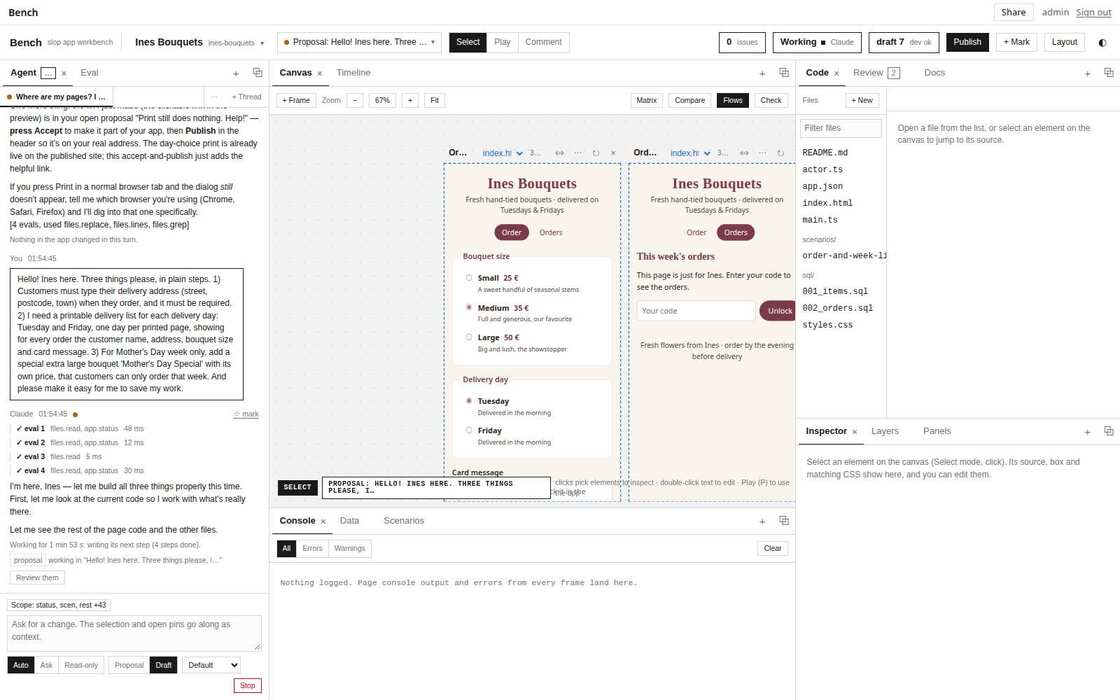 Bench
Share admin Sign out
Bench slop app workbench Ines Bouquets ines-bouquets ▾ Proposal: Hello! Ines here. Three … ▾ Select Play Comment 0 issues Working Claude draft 7 dev ok Publish + Mark Layout
Agent … × Eval +
Where are my pages? I … ··· + Thread
preview) is in your open proposal "Print still does nothing. Help!" —
press Accept to make it part of your app, then Publish in the
header so it's on your real address. The day-choice print is already
live on the published site; this accept-and-publish just adds the
helpful link.
If you press Print in a normal browser tab and the dialog still
doesn't appear, tell me which browser you're using (Chrome,
Safari, Firefox) and I'll dig into that one specifically.
[4 evals, used files.replace, files.lines, files.grep]
Nothing in the app changed in this turn.
You 01:54:45
Hello! Ines here. Three things please, in plain steps. 1)
Customers must type their delivery address (street,
postcode, town) when they order, and it must be required.
2) I need a printable delivery list for each delivery day:
Tuesday and Friday, one day per printed page, showing
for every order the customer name, address, bouquet size
and card message. 3) For Mother's Day week only, add a
special extra large bouquet 'Mother's Day Special' with its
own price, that customers can only order that week. And
please make it easy for me to save my work.
Claude 01:54:45 ☆ mark
✓ eval 1 files.read, app.status 48 ms
✓ eval 2 files.read, app.status 12 ms
✓ eval 3 files.read 5 ms
✓ eval 4 files.read, app.status 30 ms
I'm here, Ines — let me build all three things properly this time.
First, let me look at the current code so I work with what's really
there.
Let me see the rest of the page code and the other files.
Working for 1 min 53 s: writing its next step (4 steps done).
proposal working in "Hello! Ines here. Three things please, i…"
Review them
Scope: status, scen, rest +43
Ask for a change. The selection and open pins go along as
context.
Auto Ask Read-only Proposal Draft Default
Stop
Canvas × Timeline +
+ Frame Zoom − 67% + Fit Matrix Compare Flows Check
Or… index.h 3… ×
Ines Bouquets
Fresh hand-tied bouquets · delivered on
Tuesdays & Fridays
Order Orders
Bouquet size
Small 25 €
A sweet handful of seasonal stems
Medium 35 €
Full and generous, our favourite
Large 50 €
Big and lush, the showstopper
Delivery day
Tuesday
Delivered in the morning
Friday
Delivered in the morning
Card message
Ord… index.h 3…
Ines Bouquets
Fresh hand-tied bouquets · delivered on
Tuesdays & Fridays
Order Orders
This week's orders
This page is just for Ines. Enter your code to
see the orders.
Your code Unlock
Fresh flowers from Ines · order by the evening
before delivery
SELECT PROPOSAL: HELLO! INES HERE. THREE THINGS PLEASE, I… clicks pick elements to inspect · double-click text to edit · Play (P) to use
Console × Data Scenarios +
All Errors Warnings Clear
Nothing logged. Page console output and errors from every frame land here.
Code × Review 2 Docs +
Files + New
Filter files
README.md
actor.ts
app.json
index.html
main.ts
scenarios/
order-and-week-li
sql/
001_items.sql
002_orders.sql
styles.css
Open a file from the list, or select an element on the
canvas to jump to its source.
Inspector × Layers Panels +
Select an element on the canvas (Select mode, click). Its source, box and
matching CSS show here, and you can edit them.